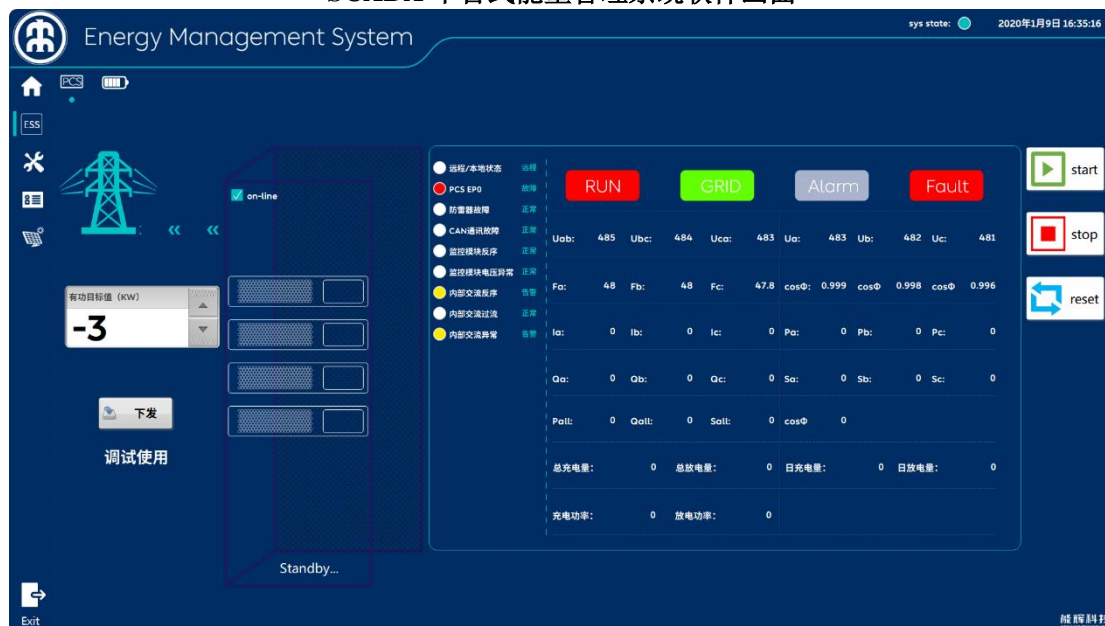 Energy Management System
sys state:
2020年1月9日 16:35:16
PCS
ESS
on-line
有功目标值（KW）
-3
下发
调试使用
Standby...
远程/本地状态 远程
PCS EPO 故障
防雷器故障 正常
CAN通讯故障 正常
监控模块反序 正常
监控模块电压异常 正常
内部交流反序 告警
内部交流过流 正常
内部交流异常 告警
RUN GRID Alarm Fault
Uab: 485 Ubc: 484 Uca: 483 Ua: 483 Ub: 482 Uc: 481
Fa: 48 Fb: 48 Fc: 47.8 cosΦ: 0.999 cosΦ 0.998 cosΦ 0.996
Ia: 0 Ib: 0 Ic: 0 Pa: 0 Pb: 0 Pc: 0
Qa: 0 Qb: 0 Qc: 0 Sa: 0 Sb: 0 Sc: 0
Pall: 0 Qall: 0 Sall: 0 cosΦ 0
总充电量: 0 总放电量: 0 日充电量: 0 日放电量: 0
充电功率: 0 放电功率: 0
start
stop
reset
Exit
能辉科技